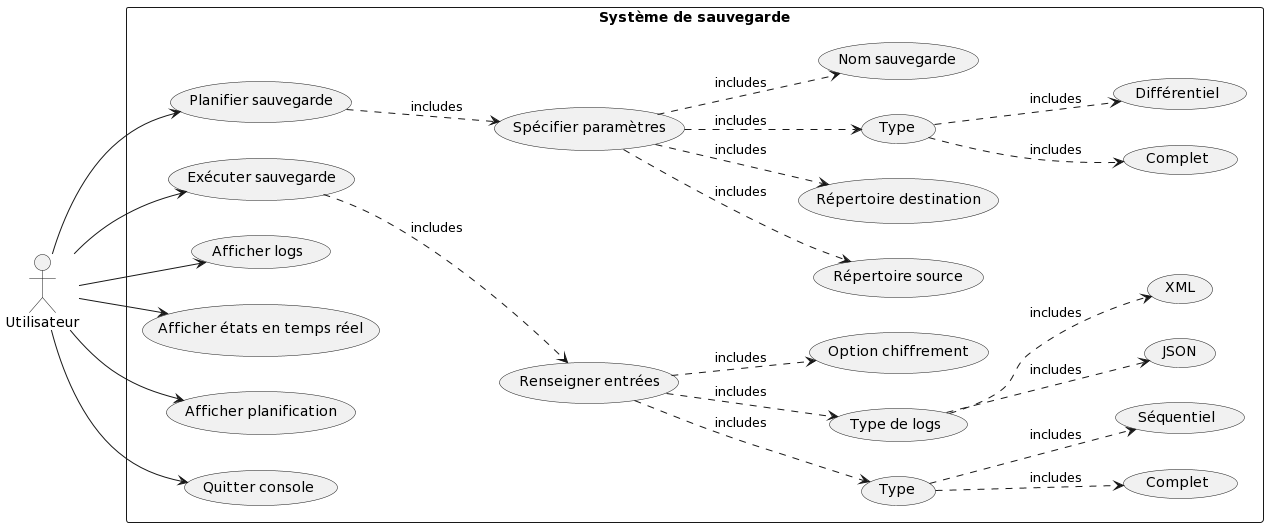 Système de sauvegarde
Utilisateur
Planifier sauvegarde
Exécuter sauvegarde
Afficher logs
Afficher états en temps réel
Afficher planification
Quitter console
includes
includes
Spécifier paramètres
Renseigner entrées
includes
includes
includes
includes
Nom sauvegarde
Type
Répertoire destination
Répertoire source
includes
includes
Différentiel
Complet
includes
includes
includes
Option chiffrement
Type de logs
Type
includes
includes
includes
includes
XML
JSON
Séquentiel
Complet